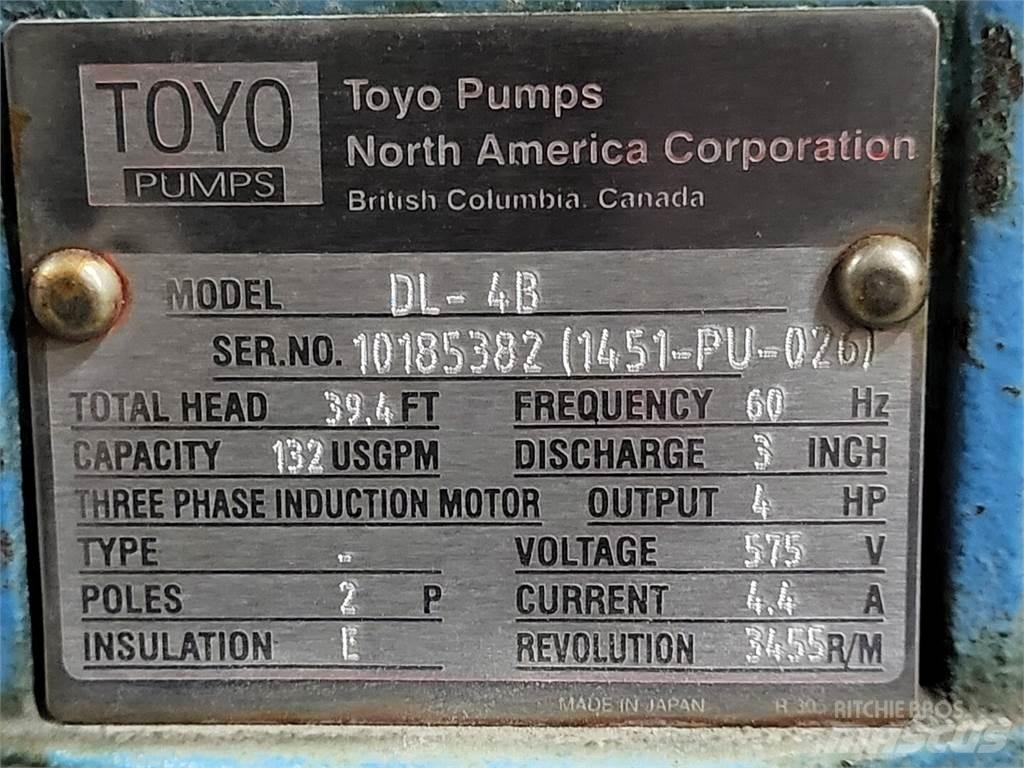 TOYO
PUMPS
Toyo Pumps
North America Corporation
British Columbia. Canada
MODEL DL-4B
SER.NO. 10185382 (1451-PU-026)
TOTAL HEAD 39.4 FT FREQUENCY 60 Hz
CAPACITY 132 USGPM DISCHARGE 3 INCH
THREE PHASE INDUCTION MOTOR OUTPUT 4 HP
TYPE - VOLTAGE 575 V
POLES 2 P CURRENT 4.4 A
INSULATION E REVOLUTION 3455 R/M
MADE IN JAPAN
RITCHIE BROS
mascus